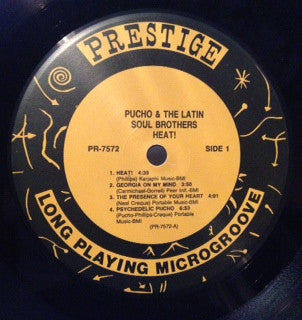 PRESTIGE
PUCHO & THE LATIN
SOUL BROTHERS
HEAT!
PR-7572
SIDE 1
1. HEAT! 4:39
(Phillips) Karjaphi Music-BMI
2. GEORGIA ON MY MIND 3:50
(Carmichael-Gorrell) Peer Intl.-BMI
3. THE PRESENCE OF YOUR HEART 4:01
(Neal Creque) Portable Music-BMI
4. PSYCHEDELIC PUCHO 6:53
(Pucho-Phillips-Creque) Portable
Music-BMI
(PR-7572-A)
LONG PLAYING MICROGROOVE